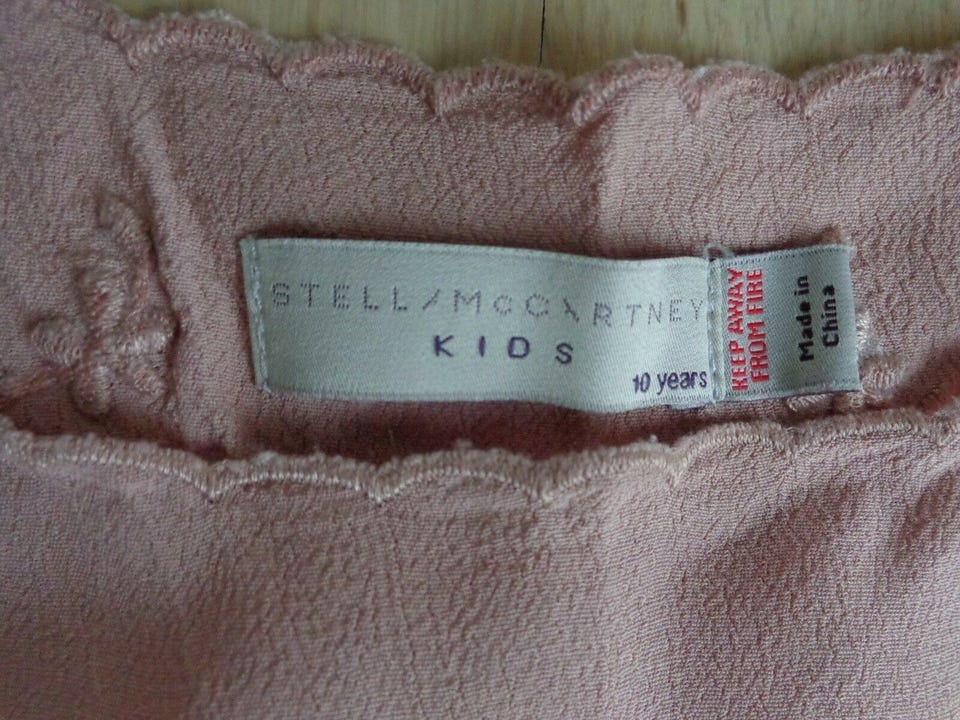 STELLA McCARTNEY
KIDS
10 years
KEEP AWAY
FROM FIRE
Made in
China